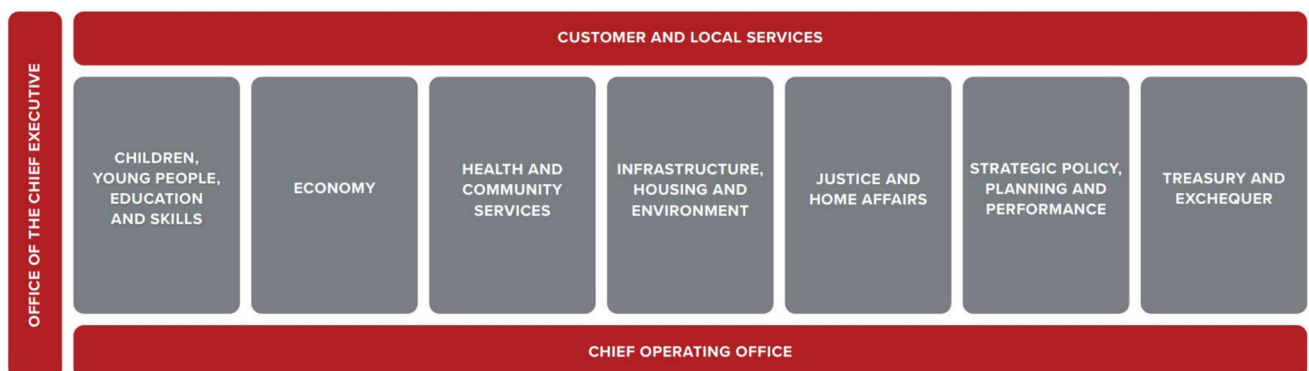 OFFICE OF THE CHIEF EXECUTIVE
CUSTOMER AND LOCAL SERVICES
CHILDREN,
YOUNG PEOPLE,
EDUCATION
AND SKILLS
ECONOMY
HEALTH AND
COMMUNITY
SERVICES
INFRASTRUCTURE,
HOUSING AND
ENVIRONMENT
JUSTICE AND
HOME AFFAIRS
STRATEGIC POLICY,
PLANNING AND
PERFORMANCE
TREASURY AND
EXCHEQUER
CHIEF OPERATING OFFICE